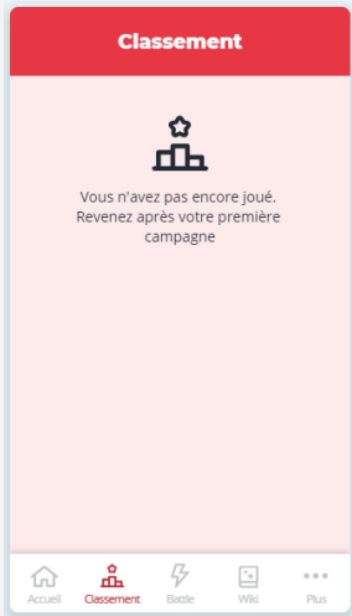 Classement
Vous n'avez pas encore joué.
Revenez après votre première
campagne
Accueil
Classement
Battle
Wiki
Plus